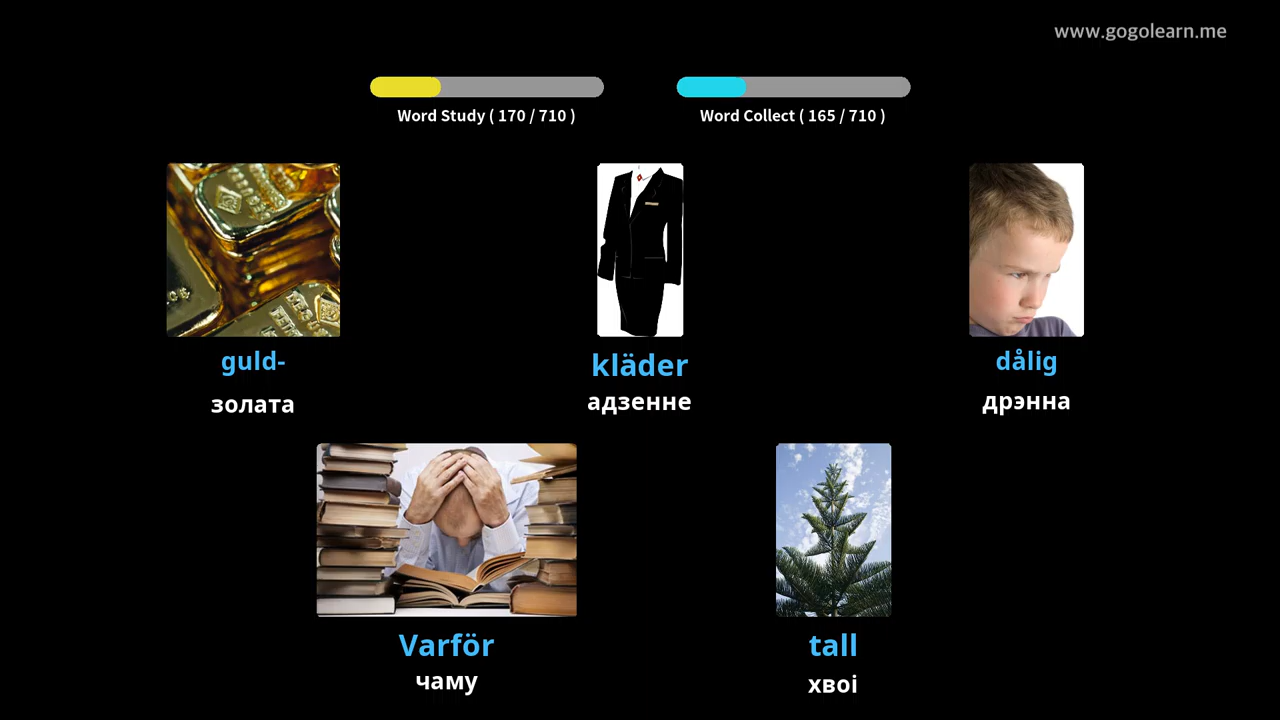 www.gogolearn.me
Word Study ( 170 / 710 )
Word Collect ( 165 / 710 )
guld-
золата
kläder
адзенне
dålig
дрэнна
Varför
чаму
tall
хвоі